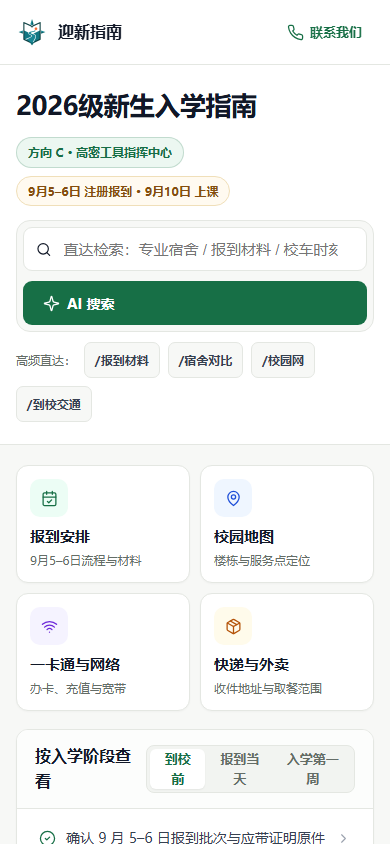 迎新指南
联系我们
2026级新生入学指南
方向 C • 高密工具指挥中心
9月5–6日 注册报到 • 9月10日 上课
直达检索：专业宿舍 / 报到材料 / 校车时刻
AI 搜索
高频直达：
/报到材料
/宿舍对比
/校园网
/到校交通
报到安排
9月5–6日流程与材料
校园地图
楼栋与服务点定位
一卡通与网络
办卡、充值与宽带
快递与外卖
收件地址与取餐范围
按入学阶段查
看
到校
前
报到当
天
入学第一
周
确认 9 月 5–6 日报到批次与应带证明原件